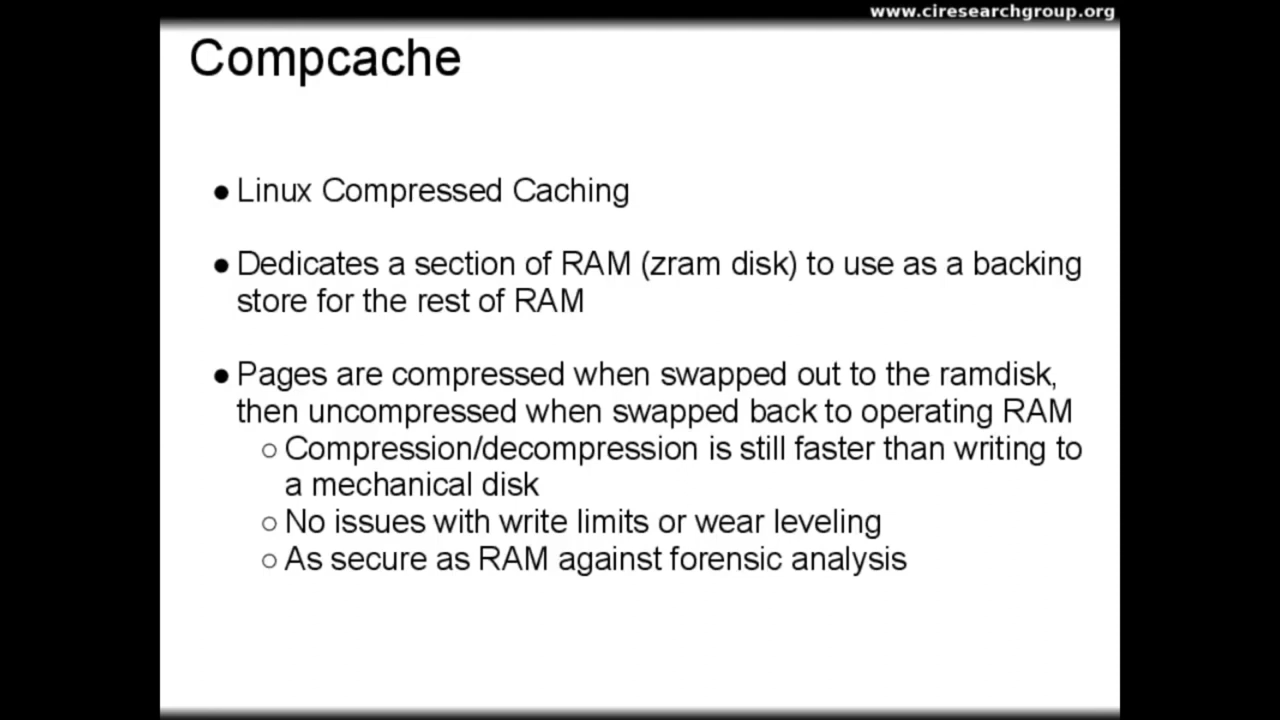 www.ciresearchgroup.org
Compcache
● Linux Compressed Caching
● Dedicates a section of RAM (zram disk) to use as a backing
store for the rest of RAM
● Pages are compressed when swapped out to the ramdisk,
then uncompressed when swapped back to operating RAM
○ Compression/decompression is still faster than writing to
a mechanical disk
○ No issues with write limits or wear leveling
○ As secure as RAM against forensic analysis